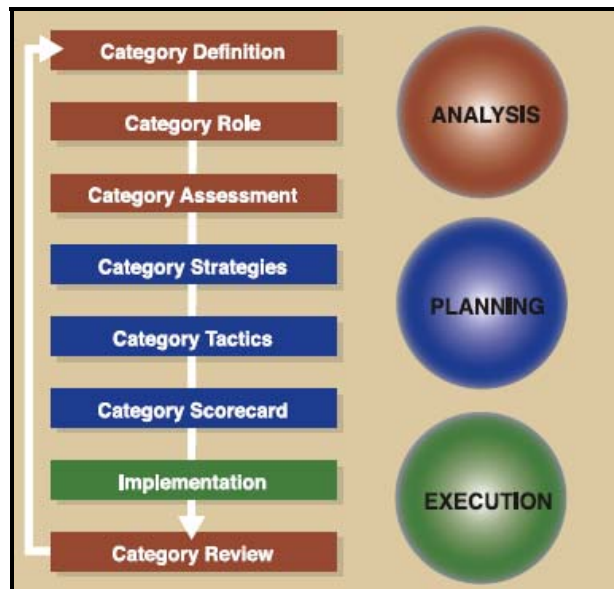 Category Definition
Category Role
Category Assessment
Category Strategies
Category Tactics
Category Scorecard
Implementation
Category Review
ANALYSIS
PLANNING
EXECUTION